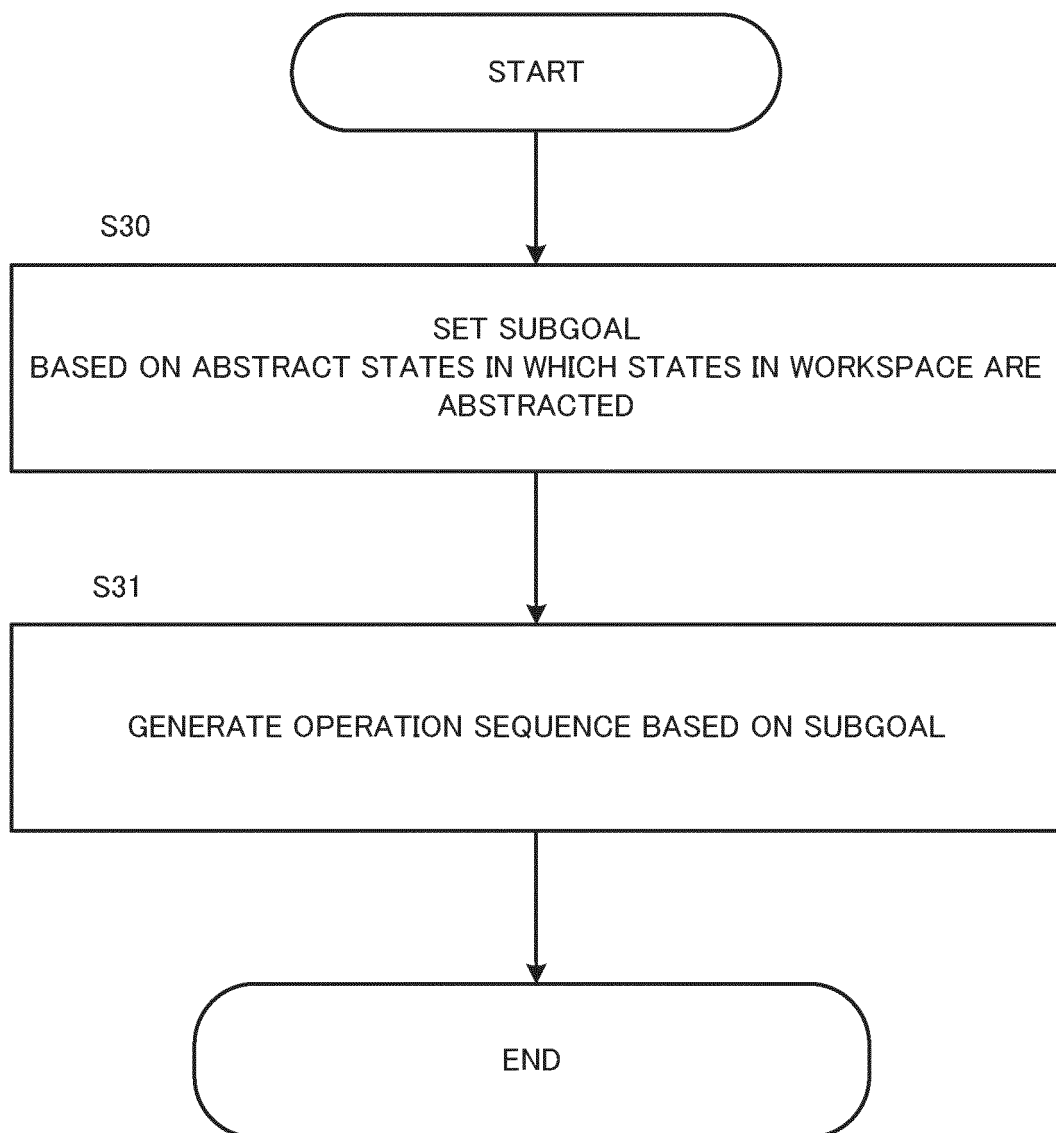 START
S30
SET SUBGOAL
BASED ON ABSTRACT STATES IN WHICH STATES IN WORKSPACE ARE
ABSTRACTED
S31
GENERATE OPERATION SEQUENCE BASED ON SUBGOAL
END